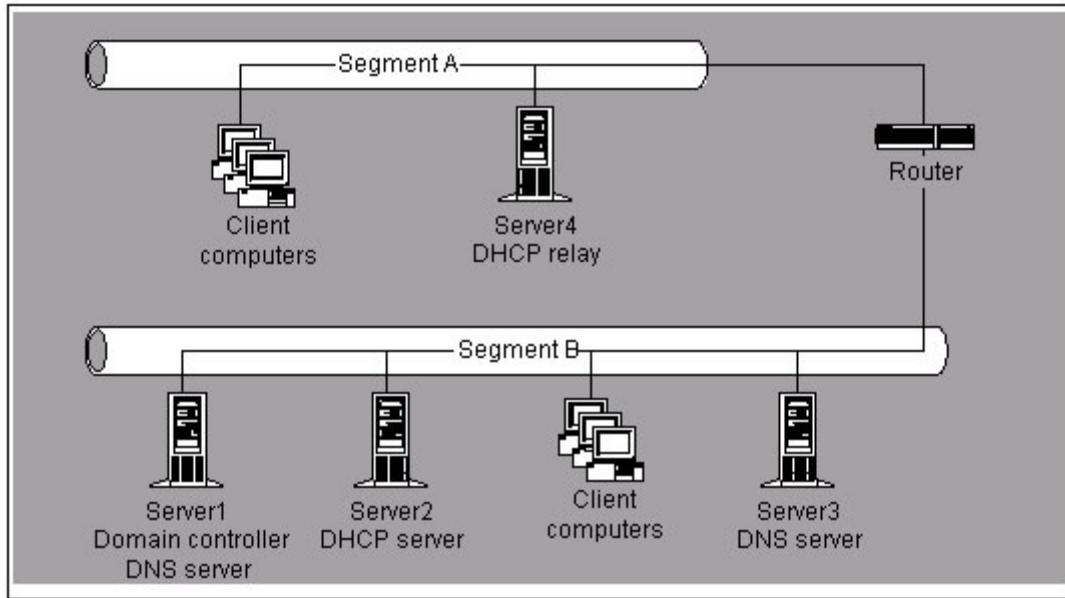 Segment A
Client
computers
Server4
DHCP relay
Router
Segment B
Server1
Domain controller
DNS server
Server2
DHCP server
Client
computers
Server3
DNS server